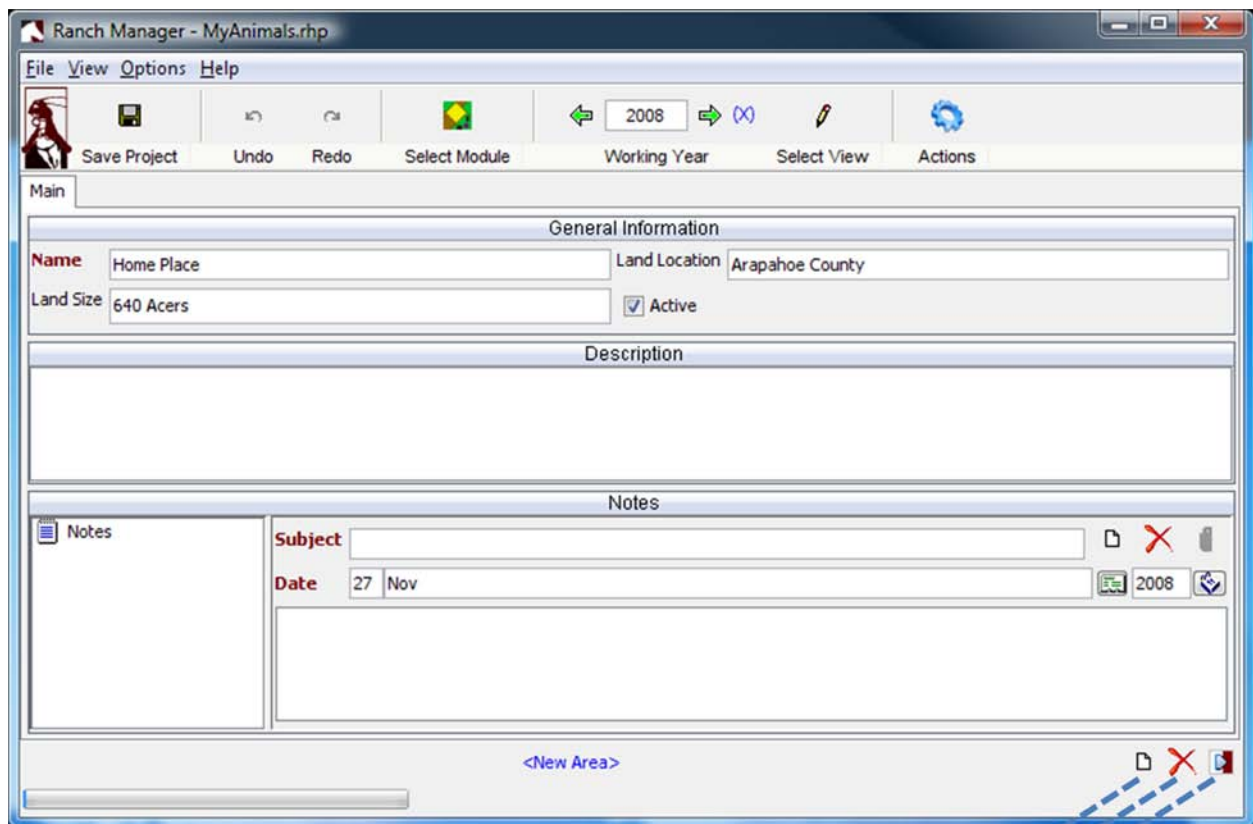 Ranch Manager - MyAnimals.rhp
File View Options Help
2008 (X)
Save Project Undo Redo Select Module Working Year Select View Actions
Main
General Information
Name Home Place Land Location Arapahoe County
Land Size 640 Acers Active
Description
Notes
Notes
Subject
Date 27 Nov 2008
<New Area>